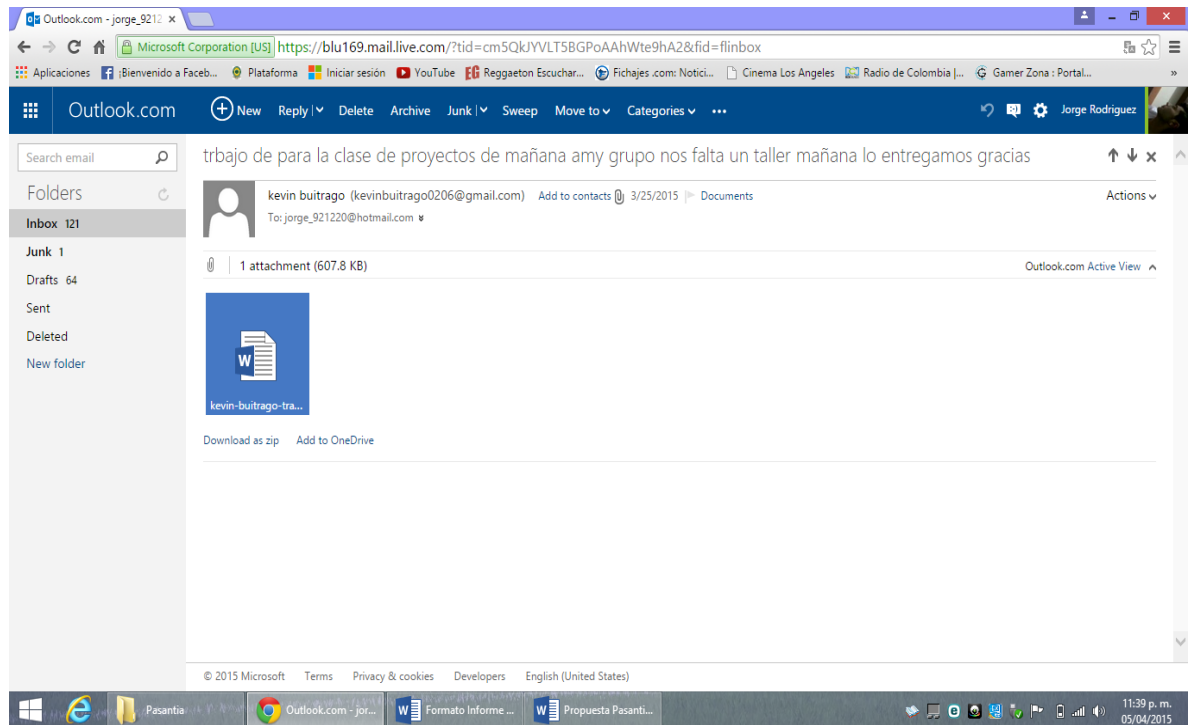 Outlook.com - jorge_9212
Microsoft Corporation [US] https://blu169.mail.live.com/?tid=cm5QkJYVLT5BGPoAAhWte9hA2&fid=flinbox
Aplicaciones ¡Bienvenido a Faceb... Plataforma Iniciar sesión YouTube Reggaeton Escuchar... Fichajes .com: Notici... Cinema Los Angeles Radio de Colombia |... Gamer Zona : Portal... »
Outlook.com New Reply Delete Archive Junk Sweep Move to Categories ••• Jorge Rodriguez
Search email
trbajo de para la clase de proyectos de mañana amy grupo nos falta un taller mañana lo entregamos gracias
Folders
kevin buitrago (kevinbuitrago0206@gmail.com) Add to contacts 3/25/2015 Documents Actions
To: jorge_921220@hotmail.com
Inbox 121
Junk 1
1 attachment (607.8 KB) Outlook.com Active View
Drafts 64
Sent
Deleted
New folder
W
kevin-buitrago-tra...
Download as zip Add to OneDrive
© 2015 Microsoft Terms Privacy & cookies Developers English (United States)
Pasantia Outlook.com - jor... Formato Informe ... Propuesta Pasanti... 11:39 p. m.
05/04/2015